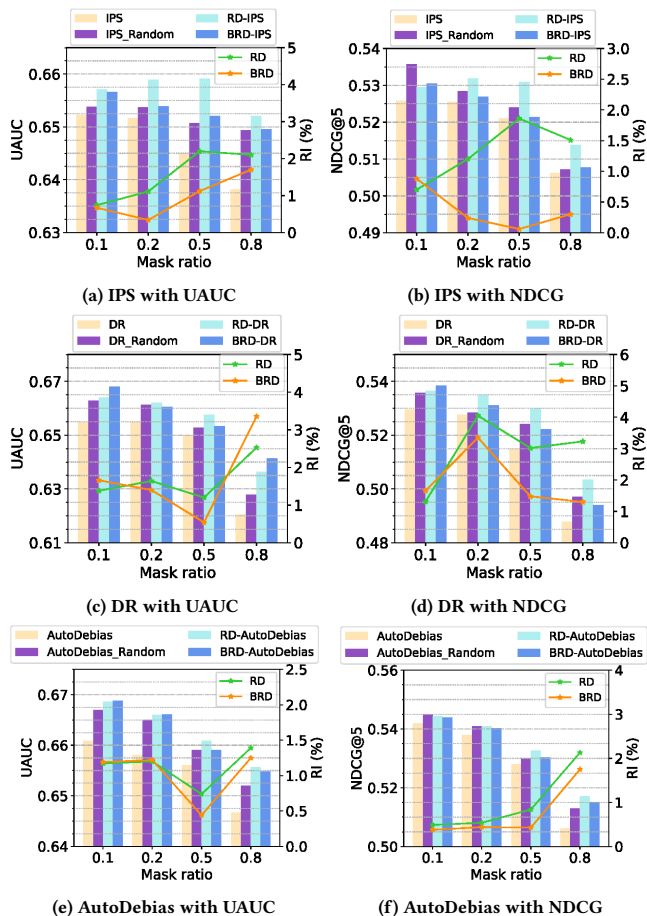 IPS RD-IPS
IPS_Random BRD-IPS
0.66
0.65
0.64
0.63
UAUC
5
4
3
2
1
0
RI (%)
RD
BRD
0.1 0.2 0.5 0.8
Mask ratio
(a) IPS with UAUC
IPS RD-IPS
IPS_Random BRD-IPS
0.54
0.53
0.52
0.51
0.50
0.49
NDCG@5
3.0
2.5
2.0
1.5
1.0
0.5
0.0
RI (%)
RD
BRD
0.1 0.2 0.5 0.8
Mask ratio
(b) IPS with NDCG
DR RD-DR
DR_Random BRD-DR
0.67
0.65
0.63
0.61
UAUC
5
4
3
2
1
0
RI (%)
RD
BRD
0.1 0.2 0.5 0.8
Mask ratio
(c) DR with UAUC
DR RD-DR
DR_Random BRD-DR
0.54
0.52
0.50
0.48
NDCG@5
6
5
4
3
2
1
0
RI (%)
RD
BRD
0.1 0.2 0.5 0.8
Mask ratio
(d) DR with NDCG
AutoDebias RD-AutoDebias
AutoDebias_Random BRD-AutoDebias
0.67
0.66
0.65
0.64
UAUC
2.5
2.0
1.5
1.0
0.5
0.0
RI (%)
RD
BRD
0.1 0.2 0.5 0.8
Mask ratio
(e) AutoDebias with UAUC
AutoDebias RD-AutoDebias
AutoDebias_Random BRD-AutoDebias
0.56
0.54
0.52
0.50
NDCG@5
4
3
2
1
0
RI (%)
RD
BRD
0.1 0.2 0.5 0.8
Mask ratio
(f) AutoDebias with NDCG